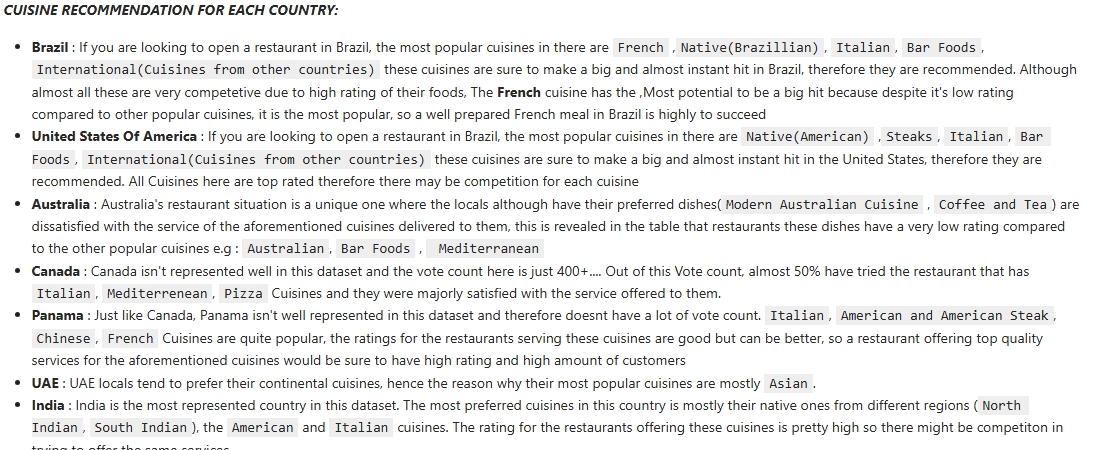 CUISINE RECOMMENDATION FOR EACH COUNTRY:
• Brazil : If you are looking to open a restaurant in Brazil, the most popular cuisines in there are French , Native(Brazillian) , Italian , Bar Foods ,
International(Cuisines from other countries) these cuisines are sure to make a big and almost instant hit in Brazil, therefore they are recommended. Although
almost all these are very competetive due to high rating of their foods, The French cuisine has the ,Most potential to be a big hit because despite it's low rating
compared to other popular cuisines, it is the most popular, so a well prepared French meal in Brazil is highly to succeed
• United States Of America : If you are looking to open a restaurant in Brazil, the most popular cuisines in there are Native(American) , Steaks , Italian , Bar
Foods , International(Cuisines from other countries) these cuisines are sure to make a big and almost instant hit in the United States, therefore they are
recommended. All Cuisines here are top rated therefore there may be competition for each cuisine
• Australia : Australia's restaurant situation is a unique one where the locals although have their preferred dishes( Modern Australian Cuisine , Coffee and Tea ) are
dissatisfied with the service of the aforementioned cuisines delivered to them, this is revealed in the table that restaurants these dishes have a very low rating compared
to the other popular cuisines e.g : Australian , Bar Foods , Mediterranean
• Canada : Canada isn't represented well in this dataset and the vote count here is just 400+.... Out of this Vote count, almost 50% have tried the restaurant that has
Italian , Mediterrenean , Pizza Cuisines and they were majorly satisfied with the service offered to them.
• Panama : Just like Canada, Panama isn't well represented in this dataset and therefore doesnt have a lot of vote count. Italian , American and American Steak ,
Chinese , French Cuisines are quite popular, the ratings for the restaurants serving these cuisines are good but can be better, so a restaurant offering top quality
services for the aforementioned cuisines would be sure to have high rating and high amount of customers
• UAE : UAE locals tend to prefer their continental cuisines, hence the reason why their most popular cuisines are mostly Asian .
• India : India is the most represented country in this dataset. The most preferred cuisines in this country is mostly their native ones from different regions ( North
Indian , South Indian ), the American and Italian cuisines. The rating for the restaurants offering these cuisines is pretty high so there might be competiton in
trying to offer the same services